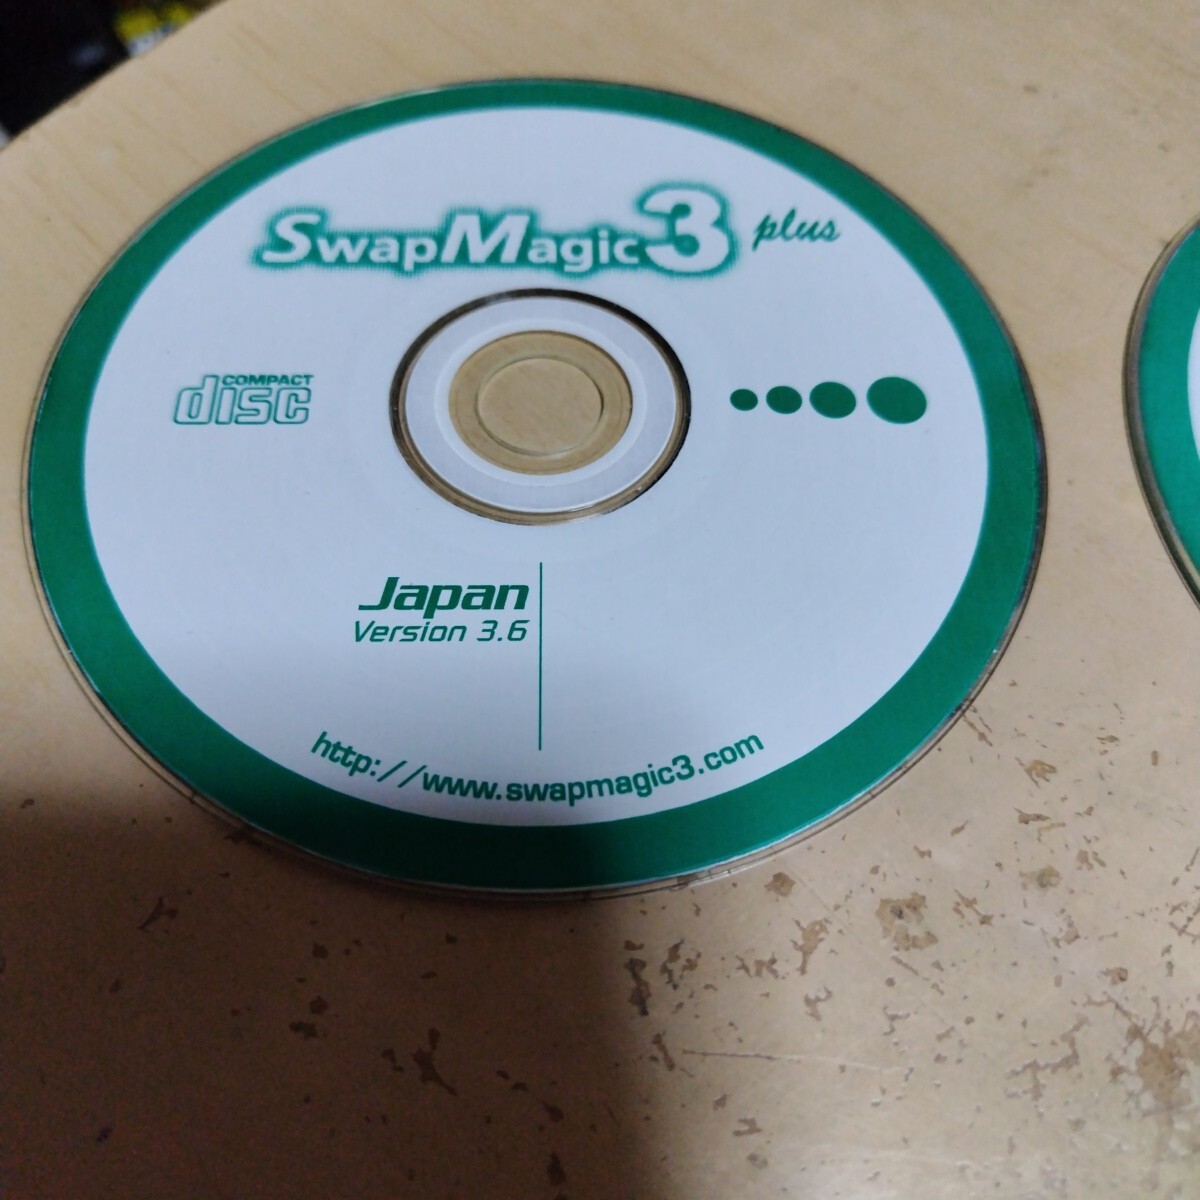 SwapMagic3 plus
COMPACT
disc
Japan
Version 3.6
http://www.swapmagic3.com